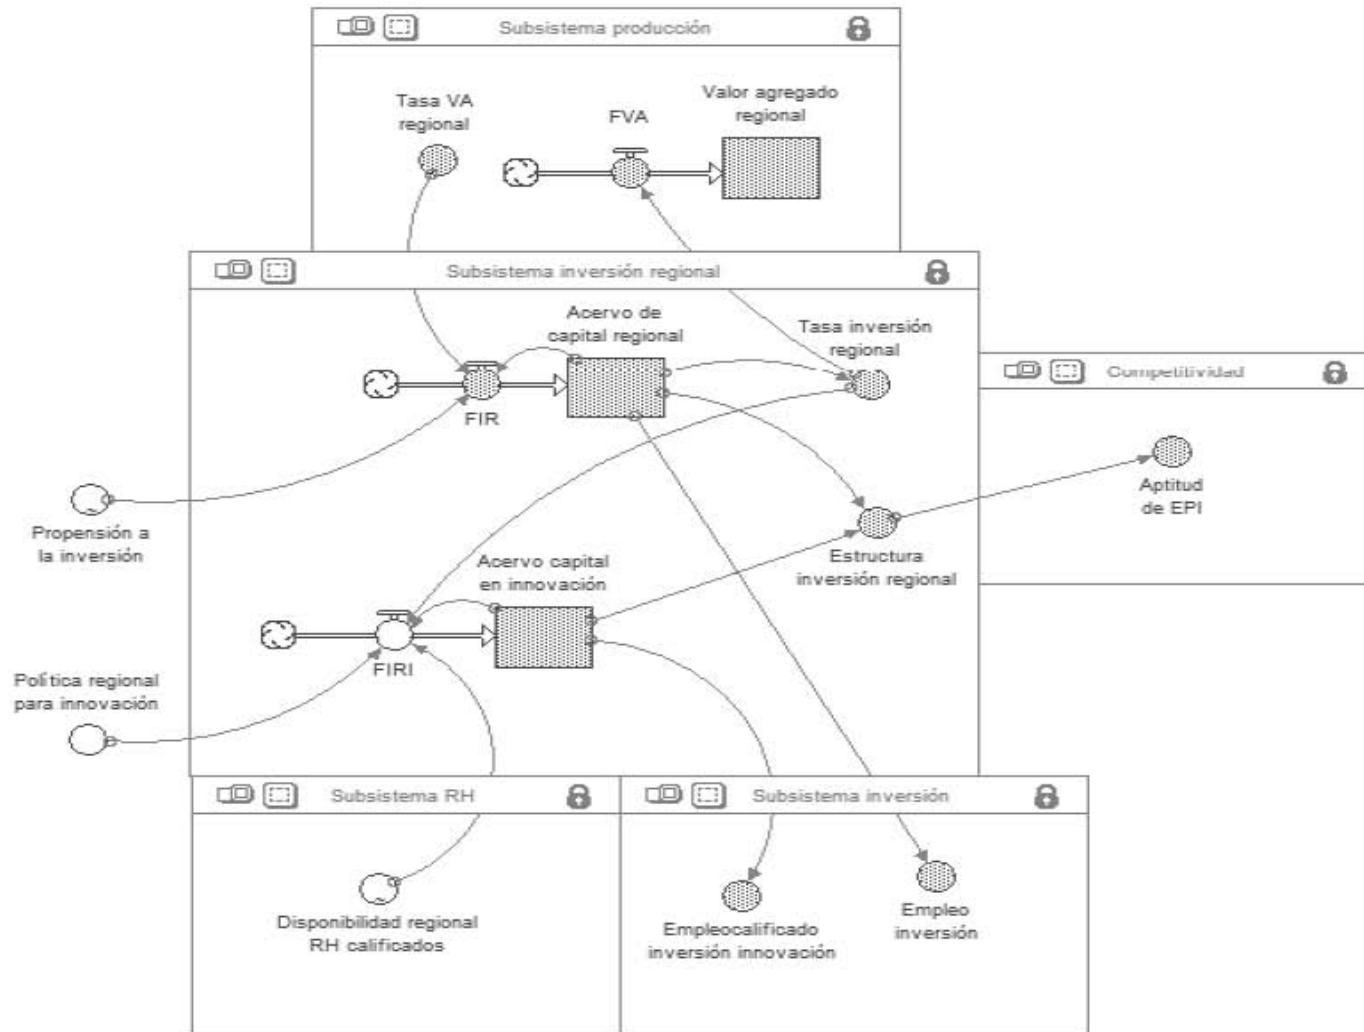 Subsistema producción
Tasa VA
regional
FVA
Valor agregado
regional
Subsistema inversión regional
Acervo de
capital regional
Tasa inversión
regional
FIR
Competitividad
Aptitud
de EPI
Propensión a
la inversión
Estructura
inversión regional
Acervo capital
en innovación
FIRI
Política regional
para innovación
Subsistema RH
Subsistema inversión
Disponibilidad regional
RH calificados
Empleocalificado
inversión innovación
Empleo
inversión